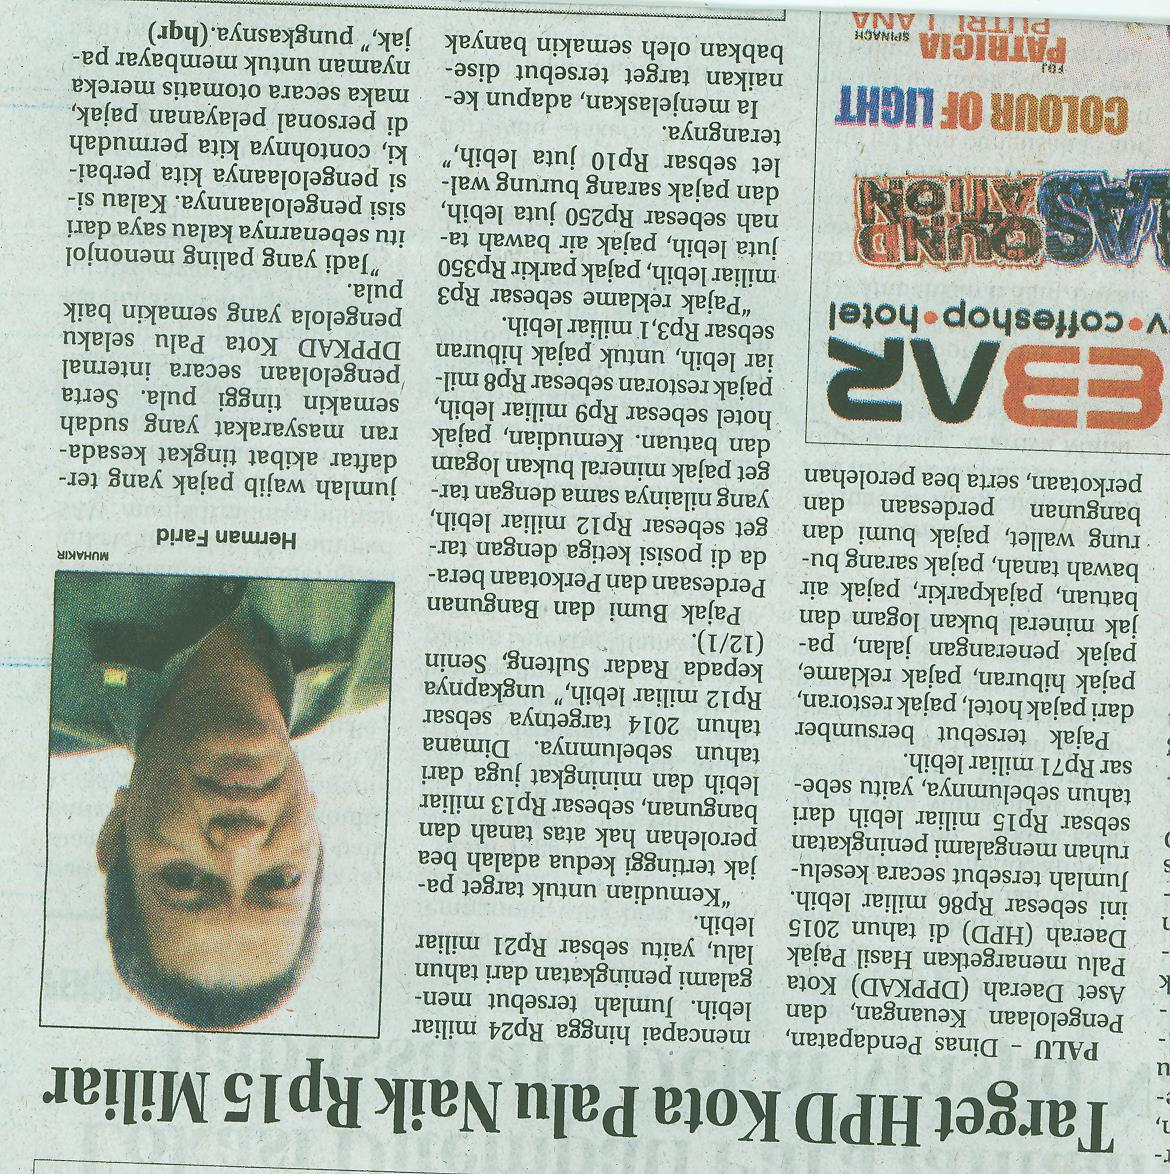 Target HPD Kota Palu Naik Rp15 Miliar
PALU – Dinas Pendapatan,
Pengelolaan Keuangan, dan
Aset Daerah (DPPKAD) Kota
Palu menargetkan Hasil Pajak
Daerah (HPD) di tahun 2015
ini sebesar Rp86 miliar lebih.
Jumlah tersebut secara keselu-
ruhan mengalami peningkatan
sebsar Rp15 miliar lebih dari
tahun sebelumnya, yaitu sebe-
sar Rp71 miliar lebih.
Pajak tersebut bersumber
dari pajak hotel, pajak restoran,
pajak hiburan, pajak reklame,
pajak penerangan jalan, pa-
jak mineral bukan logam dan
batuan, pajakparkir, pajak air
bawah tanah, pajak sarang bu-
rung wallet, pajak bumi dan
bangunan perdesaan dan
perkotaan, serta bea perolehan
BAR
v • coffeshop • hotel
SOUND
ATION
COLOUR OF LIGHT
FDJ
PATRICIA
SPINACH
PUTRI LANA
mencapai hingga Rp24 miliar
lebih. Jumlah tersebut men-
galami peningkatan dari tahun
lalu, yaitu sebsar Rp21 miliar
lebih.
"Kemudian untuk target pa-
jak tertinggi kedua adalah bea
perolehan hak atas tanah dan
bangunan, sebesar Rp13 miliar
lebih dan miningkat juga dari
tahun sebelumnya. Dimana
tahun 2014 targetnya sebsar
Rp12 miliar lebih," ungkapnya
kepada Radar Sulteng, Senin
(12/1).
Pajak Bumi dan Bangunan
Perdesaan dan Perkotaan bera-
da di posisi ketiga dengan tar-
get sebesar Rp12 miliar lebih,
yang nilainya sama dengan tar-
get pajak mineral bukan logam
dan batuan. Kemudian, pajak
hotel sebesar Rp9 miliar lebih,
pajak restoran sebesar Rp8 mil-
iar lebih, untuk pajak hiburan
sebsar Rp3,1 miliar lebih.
"Pajak reklame sebesar Rp3
miliar lebih, pajak parkir Rp350
juta lebih, pajak air bawah ta-
nah sebesar Rp250 juta lebih,
dan pajak sarang burung wal-
let sebsar Rp10 juta lebih,"
terangnya.
Ia menjelaskan, adapun ke-
naikan target tersebut dise-
babkan oleh semakin banyak
MUHAKIR
Herman Farid
jumlah wajib pajak yang ter-
daftar akibat tingkat kesada-
ran masyarakat yang sudah
semakin tinggi pula. Serta
pengelolaan secara internal
DPPKAD Kota Palu selaku
pengelola yang semakin baik
pula.
"Jadi yang paling menonjol
itu sebenarnya kalau saya dari
sisi pengelolaannya. Kalau si-
si pengelolaanya kita perbai-
ki, contohnya kita permudah
di personal pelayanan pajak,
maka secara otomatis mereka
nyaman untuk membayar pa-
jak," pungkasnya.(hqr)